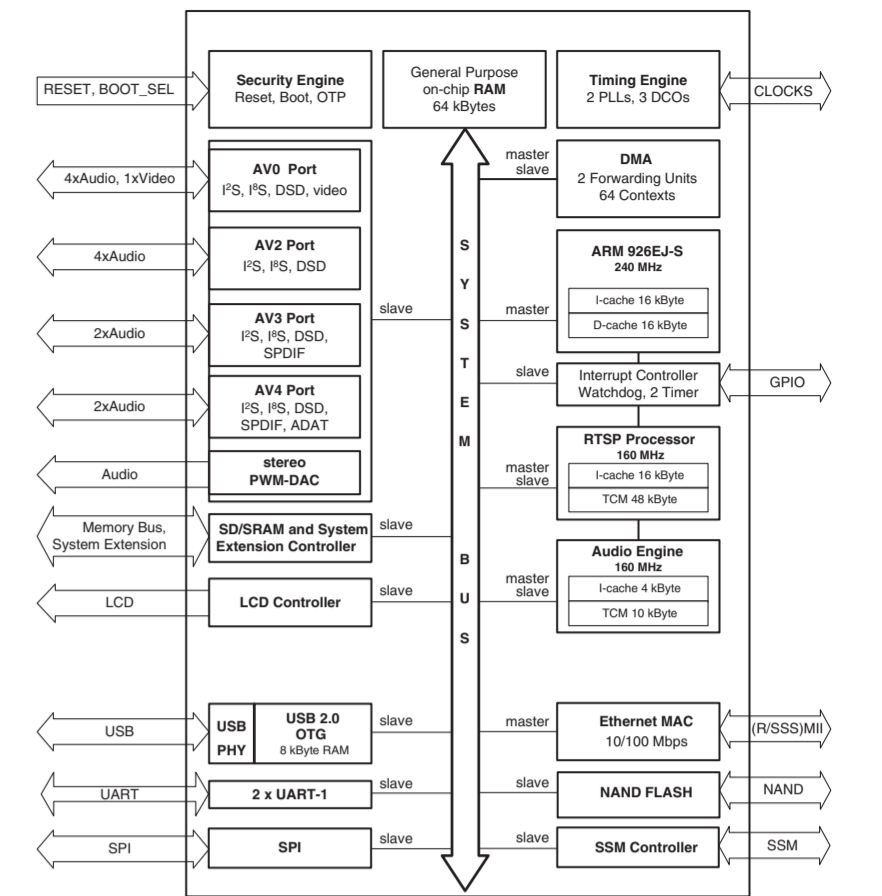 RESET, BOOT_SEL
Security Engine
Reset, Boot, OTP
General Purpose
on-chip RAM
64 kBytes
Timing Engine
2 PLLs, 3 DCOs
CLOCKS
4xAudio, 1xVideo
AV0 Port
I²S, I⁸S, DSD, video
master
slave
DMA
2 Forwarding Units
64 Contexts
4xAudio
AV2 Port
I²S, I⁸S, DSD
ARM 926EJ-S
240 MHz
I-cache 16 kByte
D-cache 16 kByte
master
2xAudio
AV3 Port
I²S, I⁸S, DSD,
SPDIF
slave
SYSTEM BUS
slave
Interrupt Controller
Watchdog, 2 Timer
GPIO
2xAudio
AV4 Port
I²S, I⁸S, DSD,
SPDIF, ADAT
Audio
stereo
PWM-DAC
master
slave
RTSP Processor
160 MHz
I-cache 16 kByte
TCM 48 kByte
Memory Bus,
System Extension
SD/SRAM and System
Extension Controller
slave
LCD
LCD Controller
slave
master
slave
Audio Engine
160 MHz
I-cache 4 kByte
TCM 10 kByte
USB
USB
PHY
USB 2.0
OTG
8 kByte RAM
slave
master
Ethernet MAC
10/100 Mbps
(R/SSS)MII
UART
2 x UART-1
slave
slave
NAND FLASH
NAND
SPI
SPI
slave
slave
SSM Controller
SSM